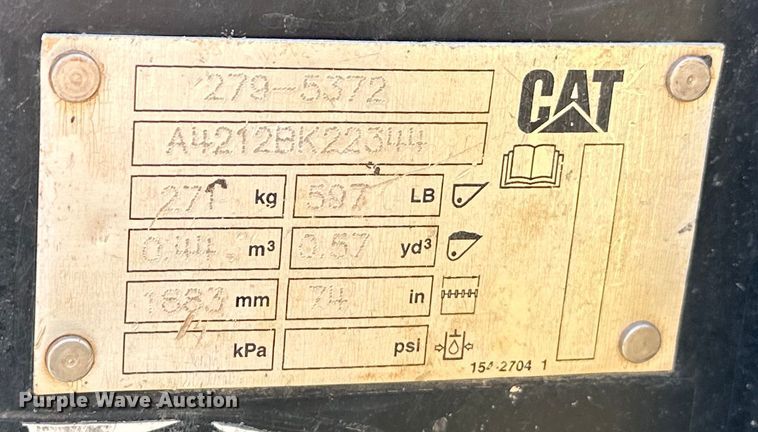 279-5372
CAT
A4212BK22344
271 kg 597 LB
0.44 m³ 0.57 yd³
1883 mm 74 in
kPa psi
154-2704 1
Purple Wave Auction